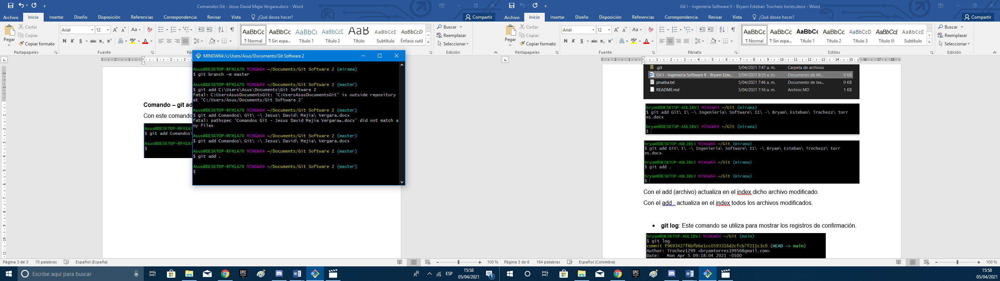 Comandos Git - Jesus David Mejia Vergara.docx - Word
Archivo Inicio Insertar Diseño Disposición Referencias Correspondencia Revisar Vista ¿Qué desea hacer? Compartir
Pegar
Cortar
Copiar
Copiar formato
Portapapeles
Arial 12
N K S abc x₂ x²
Fuente
AaBbCc AaBbCc AaBbCc AaBbCcD AaB AaBbCcD AaBbCcD
¶ Normal ¶ Sin espa... Título 1 Título 2 Título Subtítulo Énfasis sutil
Buscar
Reemplazar
Seleccionar
Edición
Comando – git ad
Con este comando
Asus@DESKTOP-RFH1A7
$ git add Comandos\
Asus@DESKTOP-RFH1A7
$
MINGW64:/c/Users/Asus/Documents/Git Software 2
Asus@DESKTOP-RFH1A7U MINGW64 ~/Documents/Git Software 2 (mirama)
$ git branch -m master
Asus@DESKTOP-RFH1A7U MINGW64 ~/Documents/Git Software 2 (master)
$ git add C:\Users\Asus\Documents\Git Software 2
fatal: C:UsersAsusDocumentsGit: 'C:UsersAsusDocumentsGit' is outside repository
at 'C:/Users/Asus/Documents/Git Software 2'
Asus@DESKTOP-RFH1A7U MINGW64 ~/Documents/Git Software 2 (master)
$ git add Comandos\ Git\ -\ Jesus\ David\ Mejia\ Vergara.docx
fatal: pathspec 'Comandos Git - Jesus David Mejia Vergara.docx' did not match a
ny files
Asus@DESKTOP-RFH1A7U MINGW64 ~/Documents/Git Software 2 (master)
$ git add Comandos\ Git\ -\ Jesus\ David\ Mejia\ Vergara.docx
Asus@DESKTOP-RFH1A7U MINGW64 ~/Documents/Git Software 2 (master)
$ git add .
Asus@DESKTOP-RFH1A7U MINGW64 ~/Documents/Git Software 2 (master)
$
Página 3 de 3 70 palabras Español (España) 100 %
Escribe aquí para buscar
ESP
15:58
05/04/2021
Git I - Ingenieria Software II - Bryam Esteban Trochezz torres.docx - Word
Archivo Inicio Insertar Diseño Disposición Referencias Correspondencia Revisar Vista ¿Qué desea hacer? Compartir
Pegar
Cortar
Copiar
Copiar formato
Portapapeles
Arial 12
N K S abc x₂ x²
Fuente
Párrafo
AaBbCc AaBbCc AaBbCc AaBbCc AaBbCcD AaBbCcI AaBbCcD
¶ Normal ¶ Sin espa... Título 1 Título 2 Título 3 Título III Subtítulo
Estilos
Buscar
Reemplazar
Seleccionar
Edición
.git 5/04/2021 7:47 a. m. Carpeta de archivos
Git I - Ingenieria Software II - Bryam Este... 5/04/2021 8:35 a. m. Documento de Mi... 0 KB
prueba.txt 5/04/2021 7:46 a. m. Documento de tex... 0 KB
README.md 5/04/2021 7:16 a. m. Archivo MD 1 KB
bryam@DESKTOP-ADL1BVJ MINGW64 ~/Git (mirama)
$ git add Git\ I\ -\ Ingenieria\ Software\ II\ -\ Bryam\ Esteban\ Trochezz\ torr
es.docx
bryam@DESKTOP-ADL1BVJ MINGW64 ~/Git (mirama)
$
bryam@DESKTOP-ADL1BVJ MINGW64 ~/Git (mirama)
$ git add Git\ I\ -\ Ingenieria\ Software\ II\ -\ Bryam\ Esteban\ Trochezz\ torr
es.docx
bryam@DESKTOP-ADL1BVJ MINGW64 ~/Git (mirama)
$ git add .
bryam@DESKTOP-ADL1BVJ MINGW64 ~/Git (mirama)
$
Con el add (archivo) actualiza en el index dicho archivo modificado.
Con el add . actualiza en el index todos los archivos modificados.
• git log: Este comando se utiliza para mostrar los registros de confirmación.
bryam@DESKTOP-ADL1BVJ MINGW64 ~/Git (main)
$ git log
commit f9693427f6bfb6e1cc0593316d2cfcb7f211c3c0 (HEAD -> main)
Author: Trochez1299 <bryamtorres19956@gmail.com>
Date: Mon Apr 5 09:18:04 2021 -0500
Página 3 de 6 164 palabras Español (Colombia) 100 %
15:58
05/04/2021